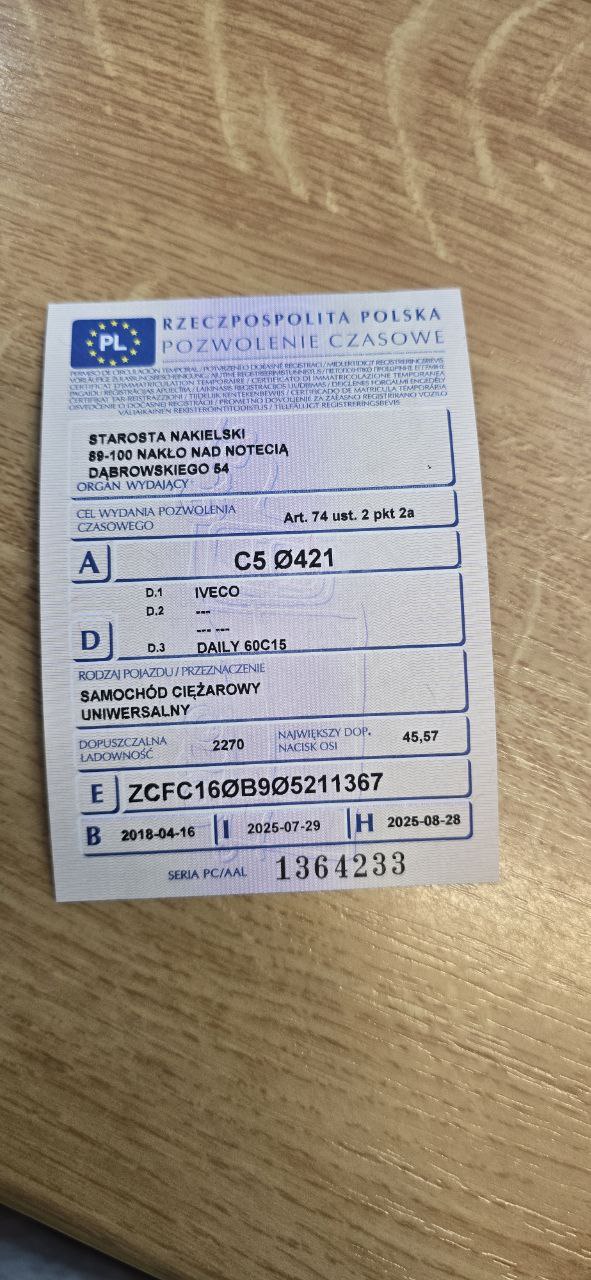 PL
RZECZPOSPOLITA POLSKA
POZWOLENIE CZASOWE
STAROSTA NAKIELSKI
89-100 NAKŁO NAD NOTECIĄ
DĄBROWSKIEGO 54
ORGAN WYDAJĄCY
CEL WYDANIA POZWOLENIA
CZASOWEGO
Art. 74 ust. 2 pkt 2a
A C5 Ø421
D.1 IVECO
D.2 ---
--- ---
D
D.3 DAILY 60C15
RODZAJ POJAZDU / PRZEZNACZENIE
SAMOCHÓD CIĘŻAROWY
UNIWERSALNY
DOPUSZCZALNA
ŁADOWNOŚĆ
2270
NAJWIĘKSZY DOP.
NACISK OSI
45,57
E ZCFC16ØB9Ø5211367
B 2018-04-16 I 2025-07-29 H 2025-08-28
SERIA PC/AAL 1364233